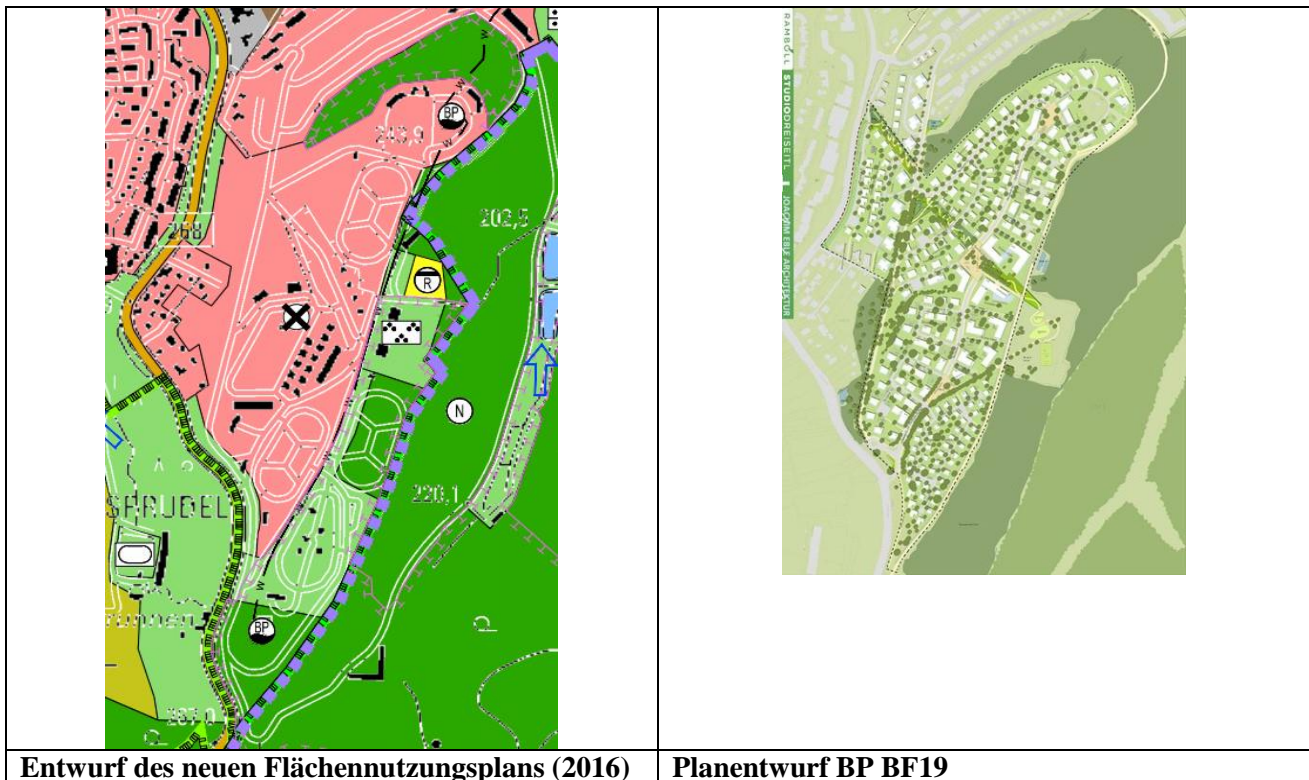 BP
243,9
202,5
268
R
N
SPRUDEL
220,1
BP
RAMBOLL STUDIODREISEITL JOACHIM EBLE ARCHITEKTUR
Entwurf des neuen Flächennutzungsplans (2016)
Planentwurf BP BF19